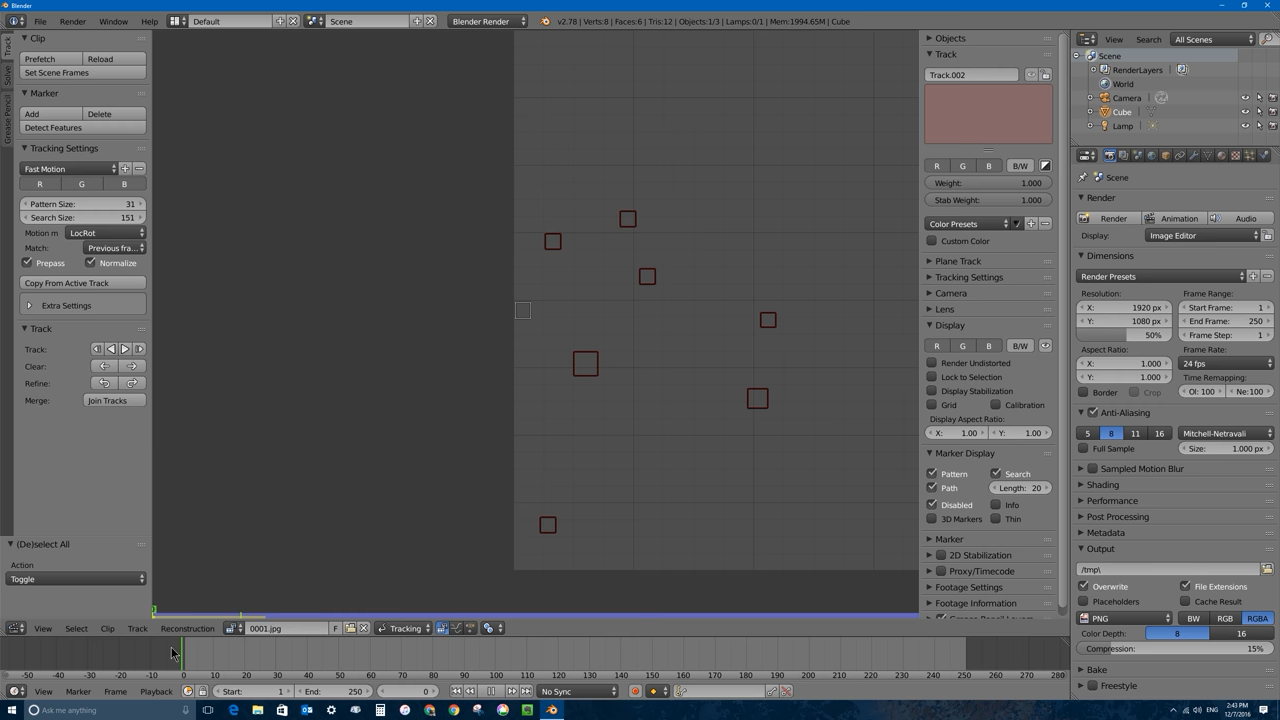 Blender
File Render Window Help Default Scene Blender Render v2.78 | Verts:8 | Faces:6 | Tris:12 | Objects:1/3 | Lamps:0/1 | Mem:1994.65M | Cube
Track
Solve
Grease Pencil
Clip
Prefetch Reload
Set Scene Frames
Marker
Add Delete
Detect Features
Tracking Settings
Fast Motion
R G B
Pattern Size: 31
Search Size: 151
Motion m LocRot
Match: Previous fra...
Prepass Normalize
Copy From Active Track
Extra Settings
Track
Track:
Clear:
Refine:
Merge: Join Tracks
(De)select All
Action
Toggle
Objects
Track
Track.002
R G B B/W
Weight: 1.000
Stab Weight: 1.000
Color Presets
Custom Color
Plane Track
Tracking Settings
Camera
Lens
Display
R G B B/W
Render Undistorted
Lock to Selection
Display Stabilization
Grid Calibration
Display Aspect Ratio:
X: 1.00 Y: 1.00
Marker Display
Pattern Search
Path Length: 20
Disabled Info
3D Markers Thin
Marker
2D Stabilization
Proxy/Timecode
Footage Settings
Footage Information
View Search All Scenes
Scene
RenderLayers
World
Camera
Cube
Lamp
Scene
Render
Render Animation Audio
Display: Image Editor
Dimensions
Render Presets
Resolution: Frame Range:
X: 1920 px Start Frame: 1
Y: 1080 px End Frame: 250
50% Frame Step: 1
Aspect Ratio: Frame Rate:
X: 1.000 24 fps
Y: 1.000 Time Remapping:
Border Crop Ol: 100 Ne:100
Anti-Aliasing
5 8 11 16 Mitchell-Netravali
Full Sample Size: 1.000 px
Sampled Motion Blur
Shading
Performance
Post Processing
Metadata
Output
/tmp\
Overwrite File Extensions
Placeholders Cache Result
PNG BW RGB RGBA
Color Depth: 8 16
Compression: 15%
Bake
Freestyle
View Select Clip Track Reconstruction 0001.jpg F Tracking
-50 -40 -30 -20 -10 0 10 20 30 40 50 60 70 80 90 100 110 120 130 140 150 160 170 180 190 200 210 220 230 240 250 260 270 280
View Marker Frame Playback Start: 1 End: 250 0 No Sync
Ask me anything
2:43 PM
12/7/2016